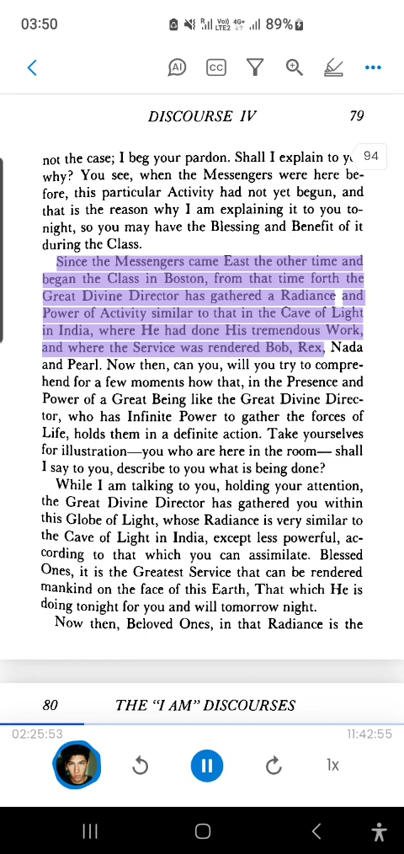 03:50
R LTE2 Vo) 4G+ 89%
AI CC
DISCOURSE IV 79
94
not the case; I beg your pardon. Shall I explain to
why? You see, when the Messengers were here be-
fore, this particular Activity had not yet begun, and
that is the reason why I am explaining it to you to-
night, so you may have the Blessing and Benefit of it
during the Class.
Since the Messengers came East the other time and
began the Class in Boston, from that time forth the
Great Divine Director has gathered a Radiance and
Power of Activity similar to that in the Cave of Light
in India, where He had done His tremendous Work,
and where the Service was rendered Bob, Rex, Nada
and Pearl. Now then, can you, will you try to compre-
hend for a few moments how that, in the Presence and
Power of a Great Being like the Great Divine Direc-
tor, who has Infinite Power to gather the forces of
Life, holds them in a definite action. Take yourselves
for illustration—you who are here in the room— shall
I say to you, describe to you what is being done?
While I am talking to you, holding your attention,
the Great Divine Director has gathered you within
this Globe of Light, whose Radiance is very similar to
the Cave of Light in India, except less powerful, ac-
cording to that which you can assimilate. Blessed
Ones, it is the Greatest Service that can be rendered
mankind on the face of this Earth, That which He is
doing tonight for you and will tomorrow night.
Now then, Beloved Ones, in that Radiance is the
80 THE “I AM” DISCOURSES
02:25:53 11:42:55
1x